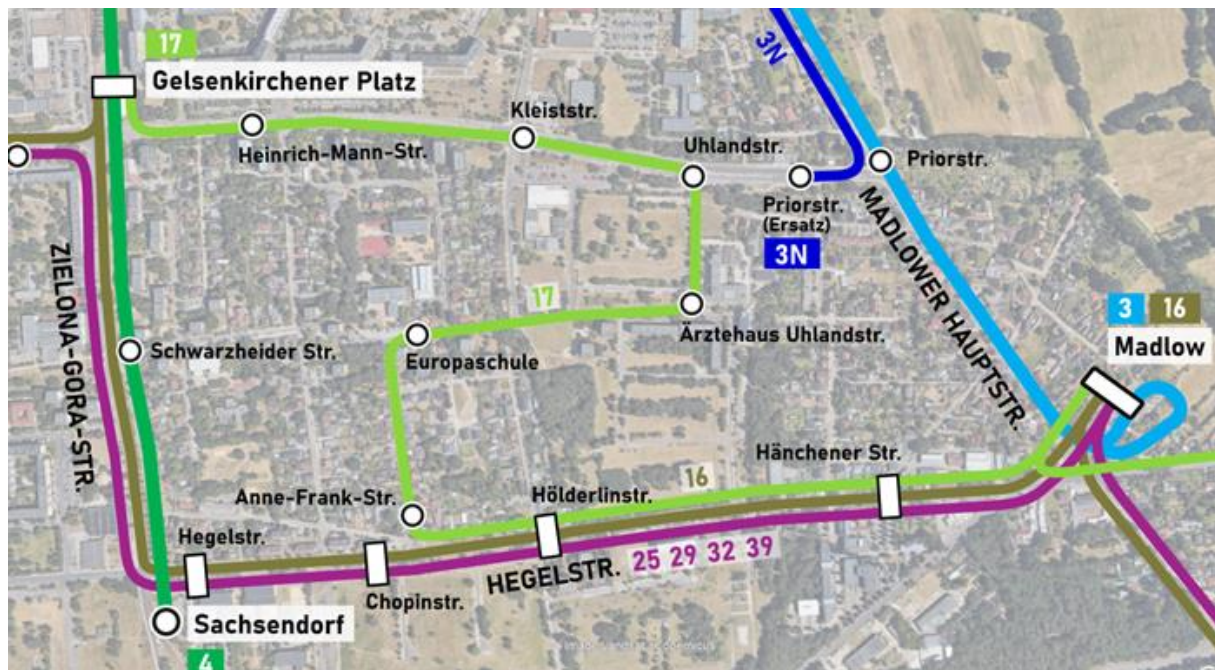 17
Gelsenkirchener Platz
Heinrich-Mann-Str.
Kleiststr.
3N
Uhlandstr.
Priorstr.
Priorstr.
(Ersatz)
3N
MADLOWER HAUPTSTR.
ZIELONA-GORA-STR.
17
Ärztehaus Uhlandstr.
3 16
Madlow
Schwarzheider Str.
Europaschule
Hänchener Str.
16
Anne-Frank-Str.
Hölderlinstr.
Hegelstr.
HEGELSTR. 25 29 32 39
Chopinstr.
Sachsendorf
4